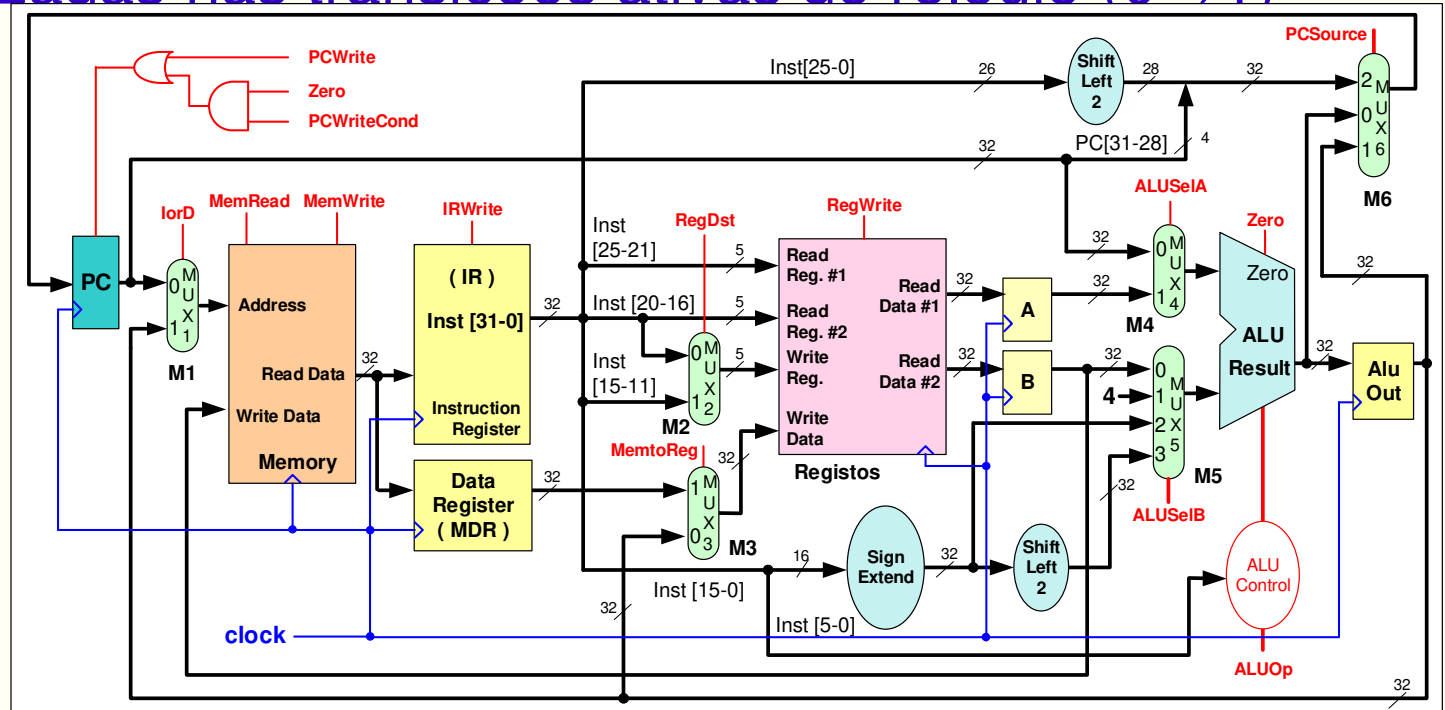 PCWrite
Zero
PCWriteCond
Inst[25-0]
26
Shift
Left
2
28
32
PCSource
2
0
1
M
U
X
6
M6
PC[31-28]
4
32
IorD
MemRead
MemWrite
IRWrite
RegDst
RegWrite
ALUSelA
Zero
PC
0
1
M
U
X
1
M1
Address
Read Data
Write Data
Memory
32
( IR )
Inst [31-0]
Instruction
Register
32
Data
Register
( MDR )
32
Inst
[25-21]
5
Inst [20-16]
5
Inst
[15-11]
0
1
M
U
X
2
5
M2
MemtoReg
1
0
M
U
X
3
32
M3
Read
Reg. #1
Read
Reg. #2
Write
Reg.
Write
Data
Read
Data #1
Read
Data #2
Registos
32
32
A
B
32
32
32
0
1
M
U
X
4
M4
4
0
1
2
3
M
U
X
5
M5
ALUSelB
32
Zero
ALU
Result
32
Alu
Out
32
16
Sign
Extend
32
Shift
Left
2
Inst [15-0]
32
Inst [5-0]
clock
ALU
Control
ALUOp
32